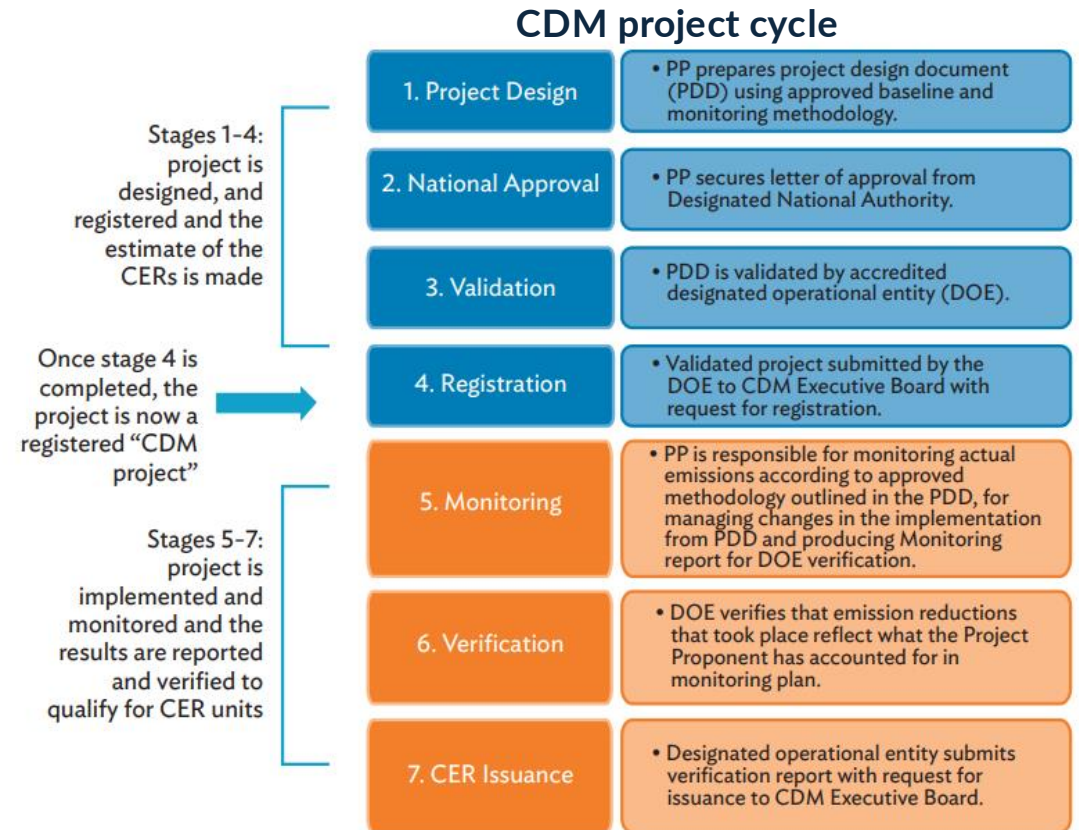 CDM project cycle
Stages 1-4:
project is
designed, and
registered and the
estimate of the
CERs is made
1. Project Design
• PP prepares project design document
(PDD) using approved baseline and
monitoring methodology.
2. National Approval
• PP secures letter of approval from
Designated National Authority.
3. Validation
• PDD is validated by accredited
designated operational entity (DOE).
Once stage 4 is
completed, the
project is now a
registered “CDM
project”
4. Registration
• Validated project submitted by the
DOE to CDM Executive Board with
request for registration.
Stages 5-7:
project is
implemented and
monitored and the
results are reported
and verified to
qualify for CER units
5. Monitoring
• PP is responsible for monitoring actual
emissions according to approved
methodology outlined in the PDD, for
managing changes in the implementation
from PDD and producing Monitoring
report for DOE verification.
6. Verification
• DOE verifies that emission reductions
that took place reflect what the Project
Proponent has accounted for in
monitoring plan.
7. CER Issuance
• Designated operational entity submits
verification report with request for
issuance to CDM Executive Board.